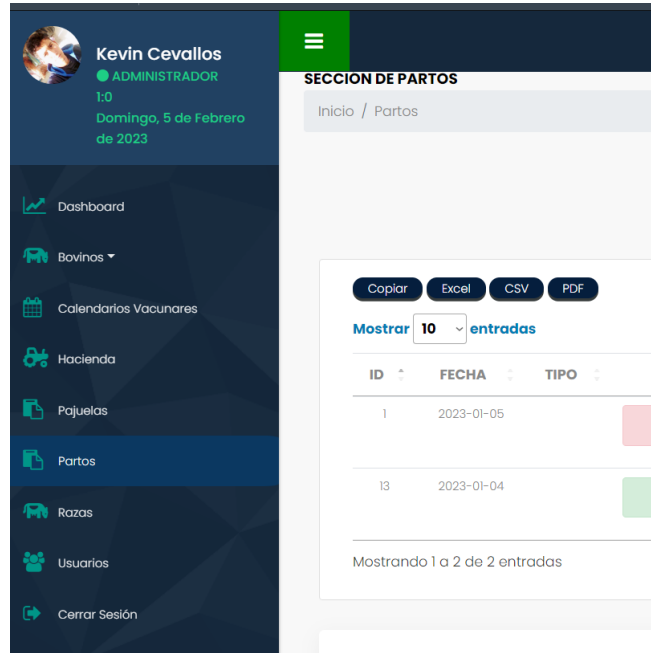 Kevin Cevallos
ADMINISTRADOR
1:0
Domingo, 5 de Febrero
de 2023
Dashboard
Bovinos
Calendarios Vacunares
Hacienda
Pajuelas
Partos
Razas
Usuarios
Cerrar Sesión
SECCION DE PARTOS
Inicio / Partos
Copiar Excel CSV PDF
Mostrar 10 entradas
ID FECHA TIPO
1 2023-01-05
13 2023-01-04
Mostrando 1 a 2 de 2 entradas